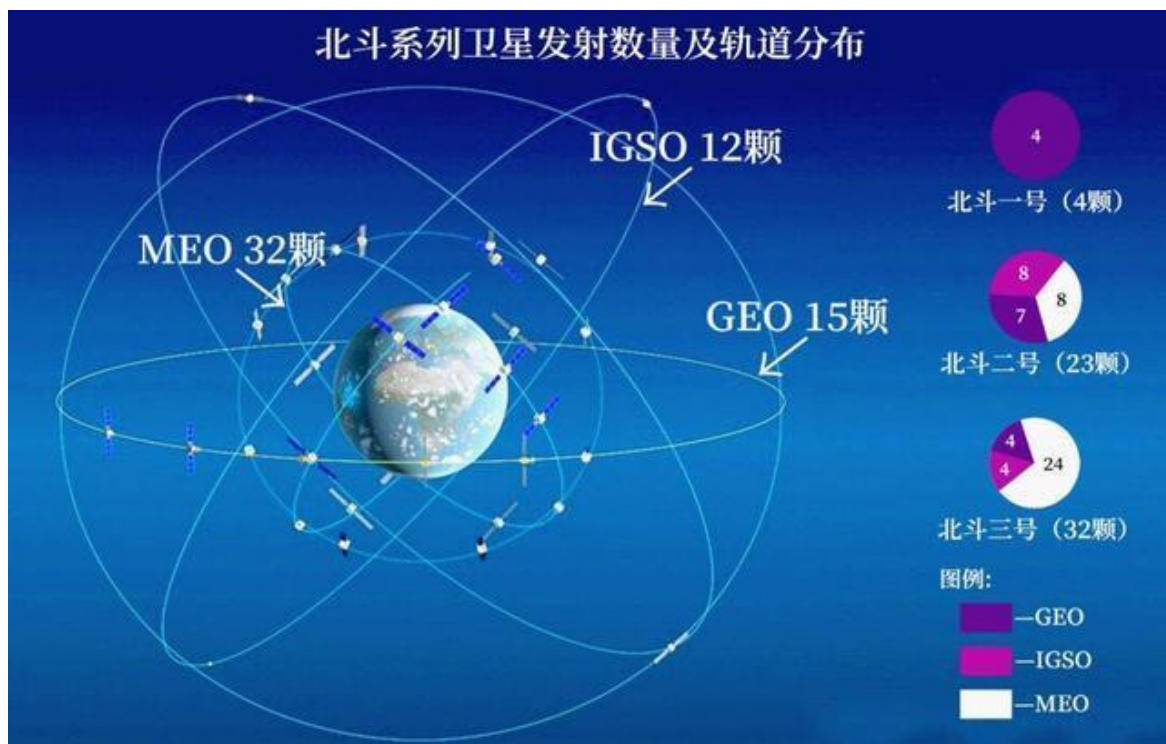 北斗系列卫星发射数量及轨道分布
IGSO 12颗
MEO 32颗
GEO 15颗
4
北斗一号（4颗）
8
8
7
北斗二号（23颗）
4
24
4
北斗三号（32颗）
图例:
—GEO
—IGSO
—MEO